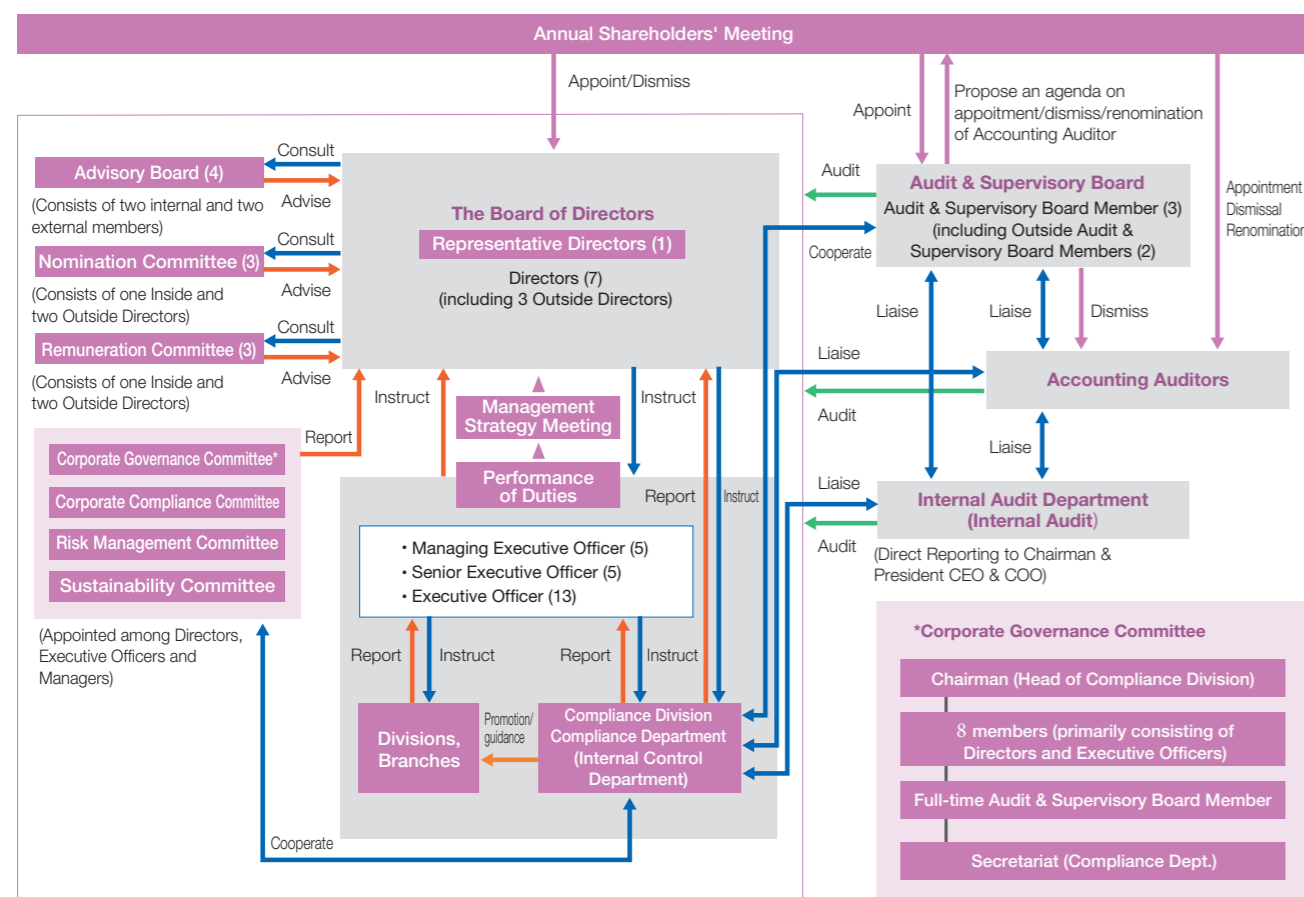 Annual Shareholders' Meeting
Appoint/Dismiss
Appoint
Propose an agenda on
appoitment/dismiss/renomination
of Accounting Auditor
Appointment
Dismissal
Renomination
Consult
Advisory Board (4)
Advise
(Consists of two internal and two
external members)
Consult
Nomination Committee (3)
Advise
(Consists of one Inside and
two Outside Directors)
Consult
Remuneration Committee (3)
Advise
(Consists of one Inside and
two Outside Directors)
The Board of Directors
Representative Directors (1)
Directors (7)
(including 3 Outside Directors)
Audit
Cooperate
Audit & Supervisory Board
Audit & Supervisory Board Member (3)
(including Outside Audit &
Supervisory Board Members (2)
Liaise
Liaise
Dismiss
Liaise
Audit
Accounting Auditors
Liaise
Liaise
Audit
Internal Audit Department
(Internal Audit)
(Direct Reporting to Chairman &
President CEO & COO)
Report
Instruct
Management
Strategy Meeting
Instruct
Performance
of Duties
Report
Instruct
Corporate Governance Committee*
Corporate Compliance Committee
Risk Management Committee
Sustainability Committee
(Appointed among Directors,
Executive Officers and
Managers)
• Managing Executive Officer (5)
• Senior Executive Officer (5)
• Executive Officer (13)
Report
Instruct
Report
Instruct
Divisions,
Branches
Promotion/
guidance
Compliance Division
Compliance Department
(Internal Control
Department)
Cooperate
*Corporate Governance Committee
Chairman (Head of Compliance Division)
8 members (primarily consisting of
Directors and Executive Officers)
Full-time Audit & Supervisory Board Member
Secretariat (Compliance Dept.)